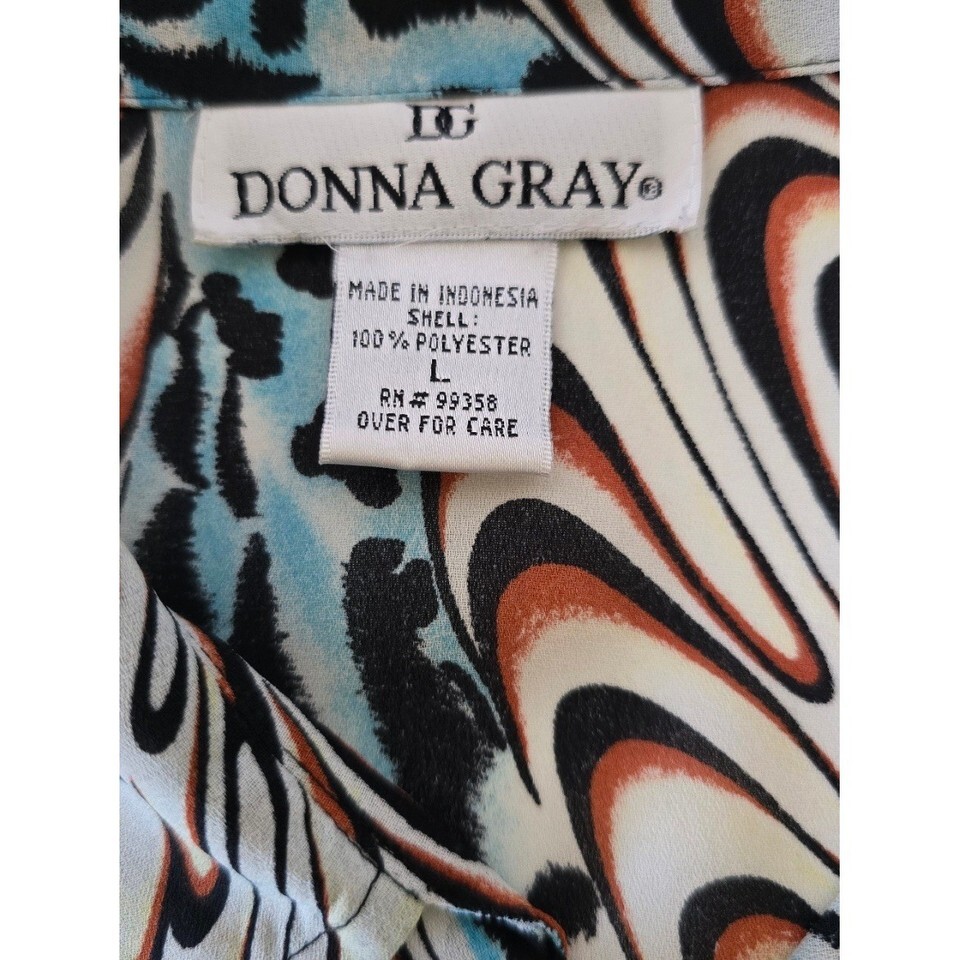 DG
DONNA GRAY®
MADE IN INDONESIA
SHELL:
100% POLYESTER
L
RN# 99358
OVER FOR CARE